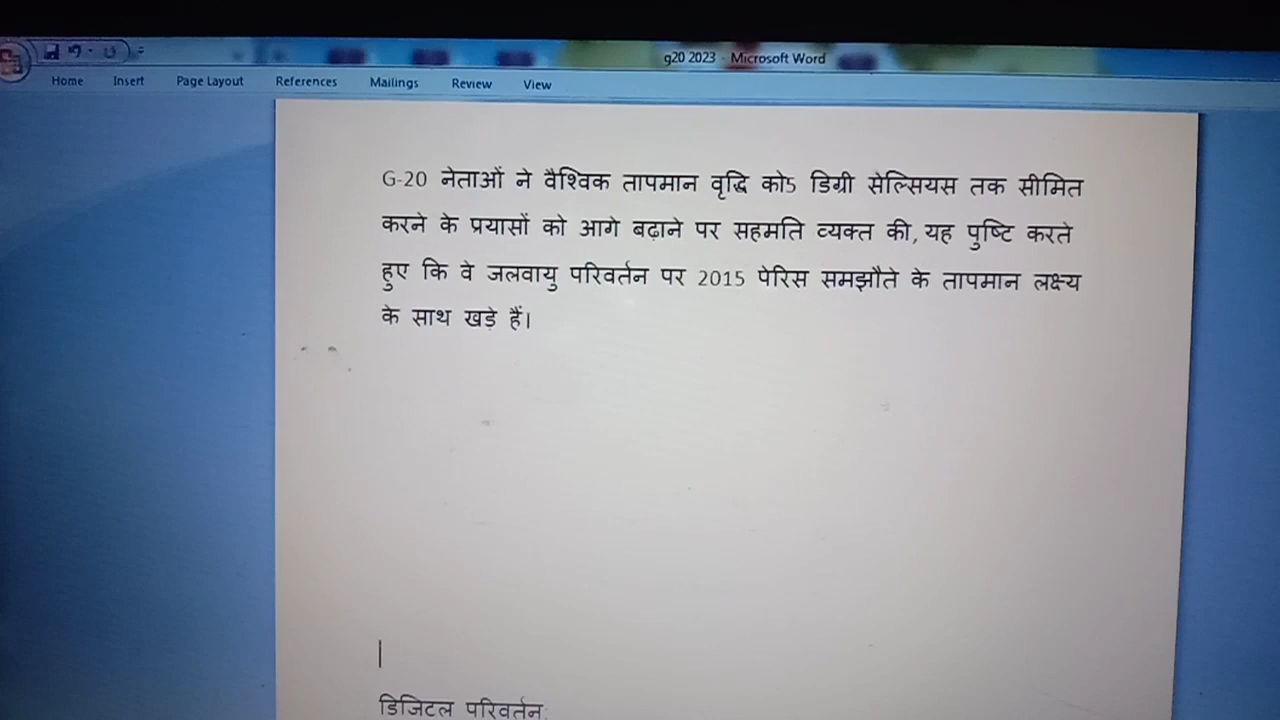 g20 2023 - Microsoft Word
Home Insert Page Layout References Mailings Review View
G-20 नेताओं ने वैश्विक तापमान वृद्धि को5 डिग्री सेल्सियस तक सीमित
करने के प्रयासों को आगे बढ़ाने पर सहमति व्यक्त की, यह पुष्टि करते
हुए कि वे जलवायु परिवर्तन पर 2015 पेरिस समझौते के तापमान लक्ष्य
के साथ खड़े हैं।
डिजिटल परिवर्तन: